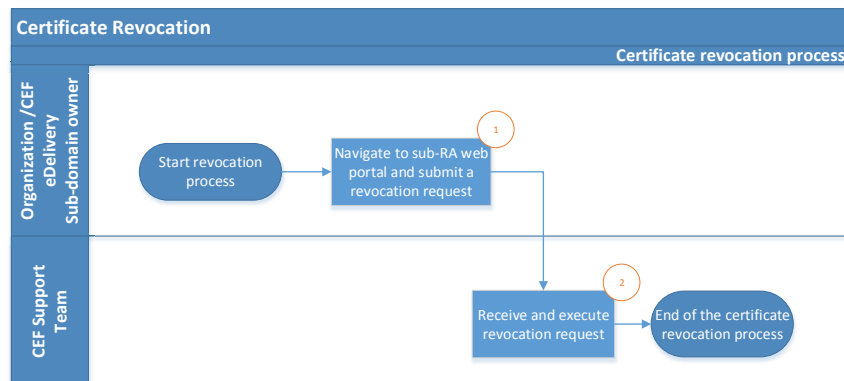 Certificate Revocation
Certificate revocation process
Organization /CEF
eDelivery
Sub-domain owner
Start revocation
process
1
Navigate to sub-RA web
portal and submit a
revocation request
CEF Support
Team
2
Receive and execute
revocation request
End of the certificate
revocation process